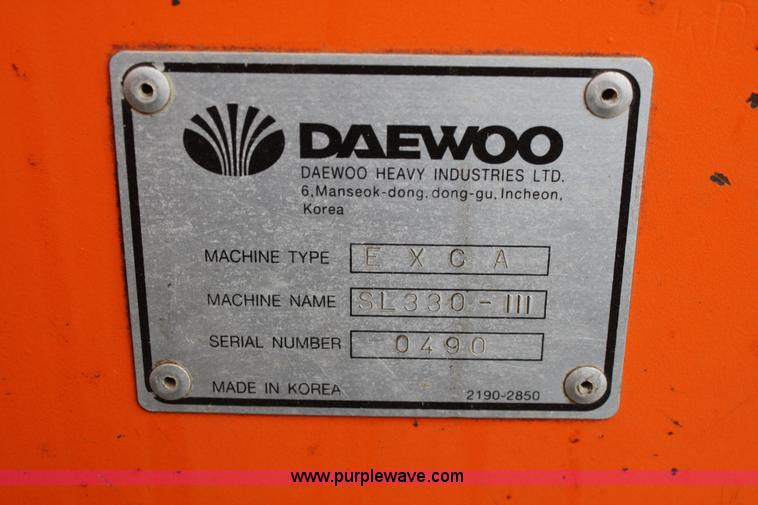 DAEWOO
DAEWOO HEAVY INDUSTRIES LTD.
6, Manseok-dong, dong-gu, Incheon,
Korea
MACHINE TYPE EXCA
MACHINE NAME SL330-III
SERIAL NUMBER 0490
MADE IN KOREA 2190-2850
www.purplewave.com